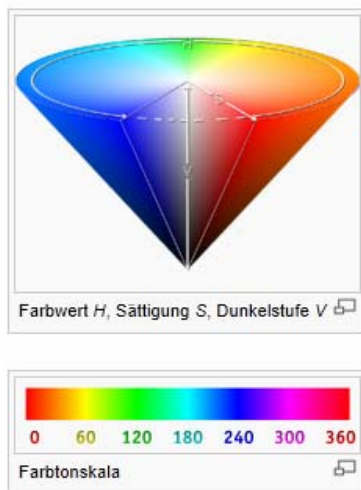 H
S
V
Farbwert H, Sättigung S, Dunkelstufe V
0 60 120 180 240 300 360
Farbtonskala